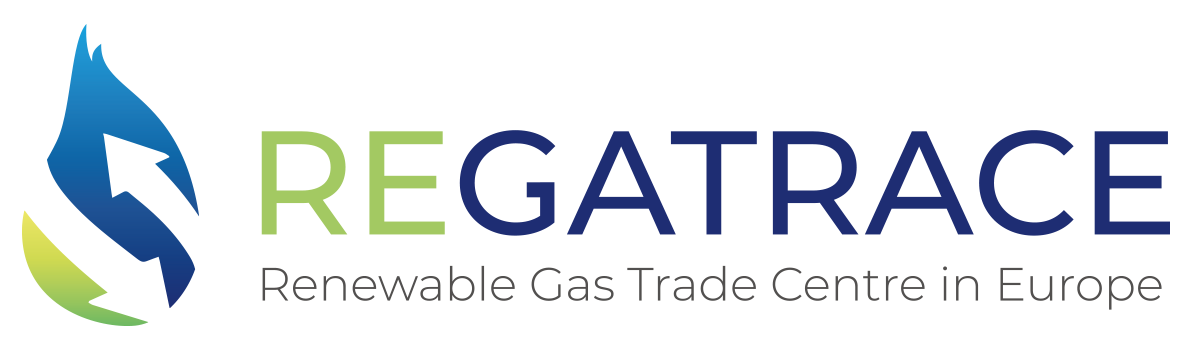 REGATRACE
Renewable Gas Trade Centre in Europe